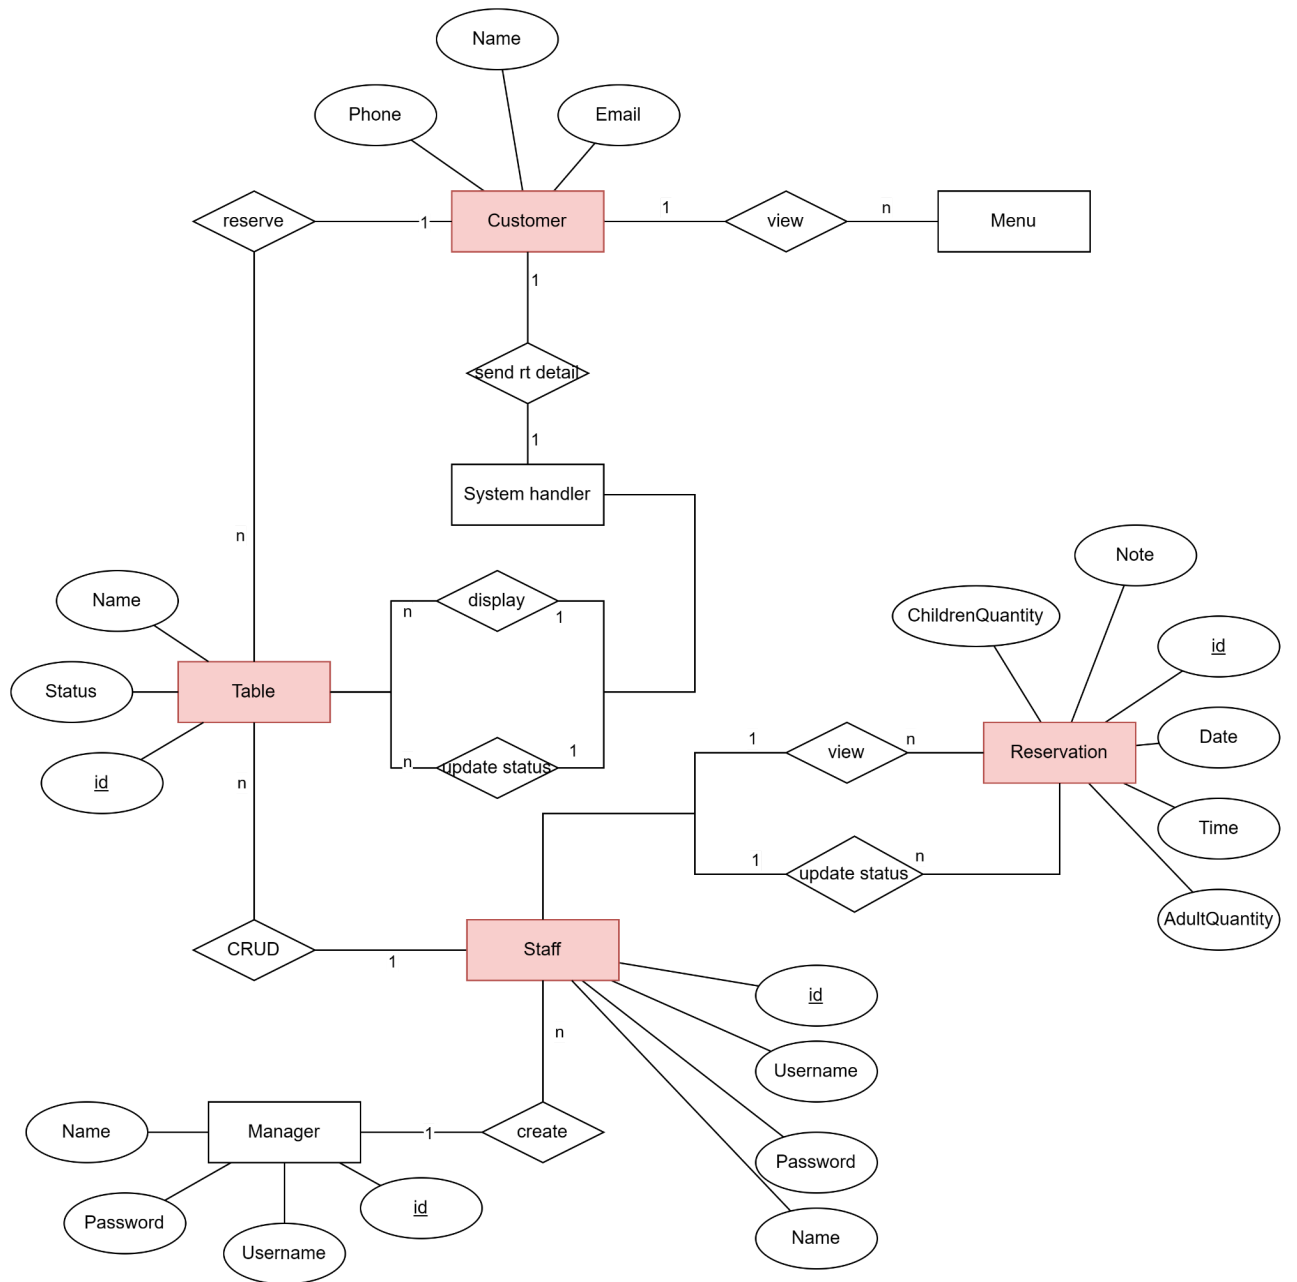 Name
Phone
Email
reserve
1
Customer
1
view
n
Menu
1
send rt detail
1
System handler
n
Name
n
display
1
Status
Table
n
update status
1
id
n
ChildrenQuantity
Note
id
Date
1
view
n
Reservation
Time
1
update status
n
AdultQuantity
CRUD
1
Staff
id
n
Username
Name
Manager
1
create
Password
Password
id
Username
Name